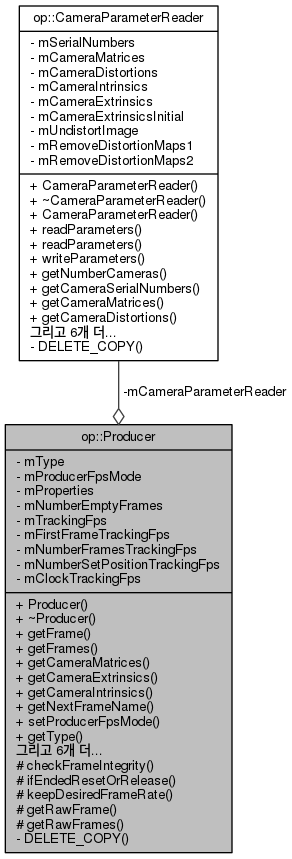 op::CameraParameterReader
- mSerialNumbers
- mCameraMatrices
- mCameraDistortions
- mCameraIntrinsics
- mCameraExtrinsics
- mCameraExtrinsicsInitial
- mUndistortImage
- mRemoveDistortionMaps1
- mRemoveDistortionMaps2
+ CameraParameterReader()
+ ~CameraParameterReader()
+ CameraParameterReader()
+ readParameters()
+ readParameters()
+ writeParameters()
+ getNumberCameras()
+ getCameraSerialNumbers()
+ getCameraMatrices()
+ getCameraDistortions()
그리고 6개 더...
- DELETE_COPY()
-mCameraParameterReader
op::Producer
- mType
- mProducerFpsMode
- mProperties
- mNumberEmptyFrames
- mTrackingFps
- mFirstFrameTrackingFps
- mNumberFramesTrackingFps
- mNumberSetPositionTrackingFps
- mClockTrackingFps
+ Producer()
+ ~Producer()
+ getFrame()
+ getFrames()
+ getCameraMatrices()
+ getCameraExtrinsics()
+ getCameraIntrinsics()
+ getNextFrameName()
+ setProducerFpsMode()
+ getType()
그리고 6개 더...
# checkFrameIntegrity()
# ifEndedResetOrRelease()
# keepDesiredFrameRate()
# getRawFrame()
# getRawFrames()
- DELETE_COPY()